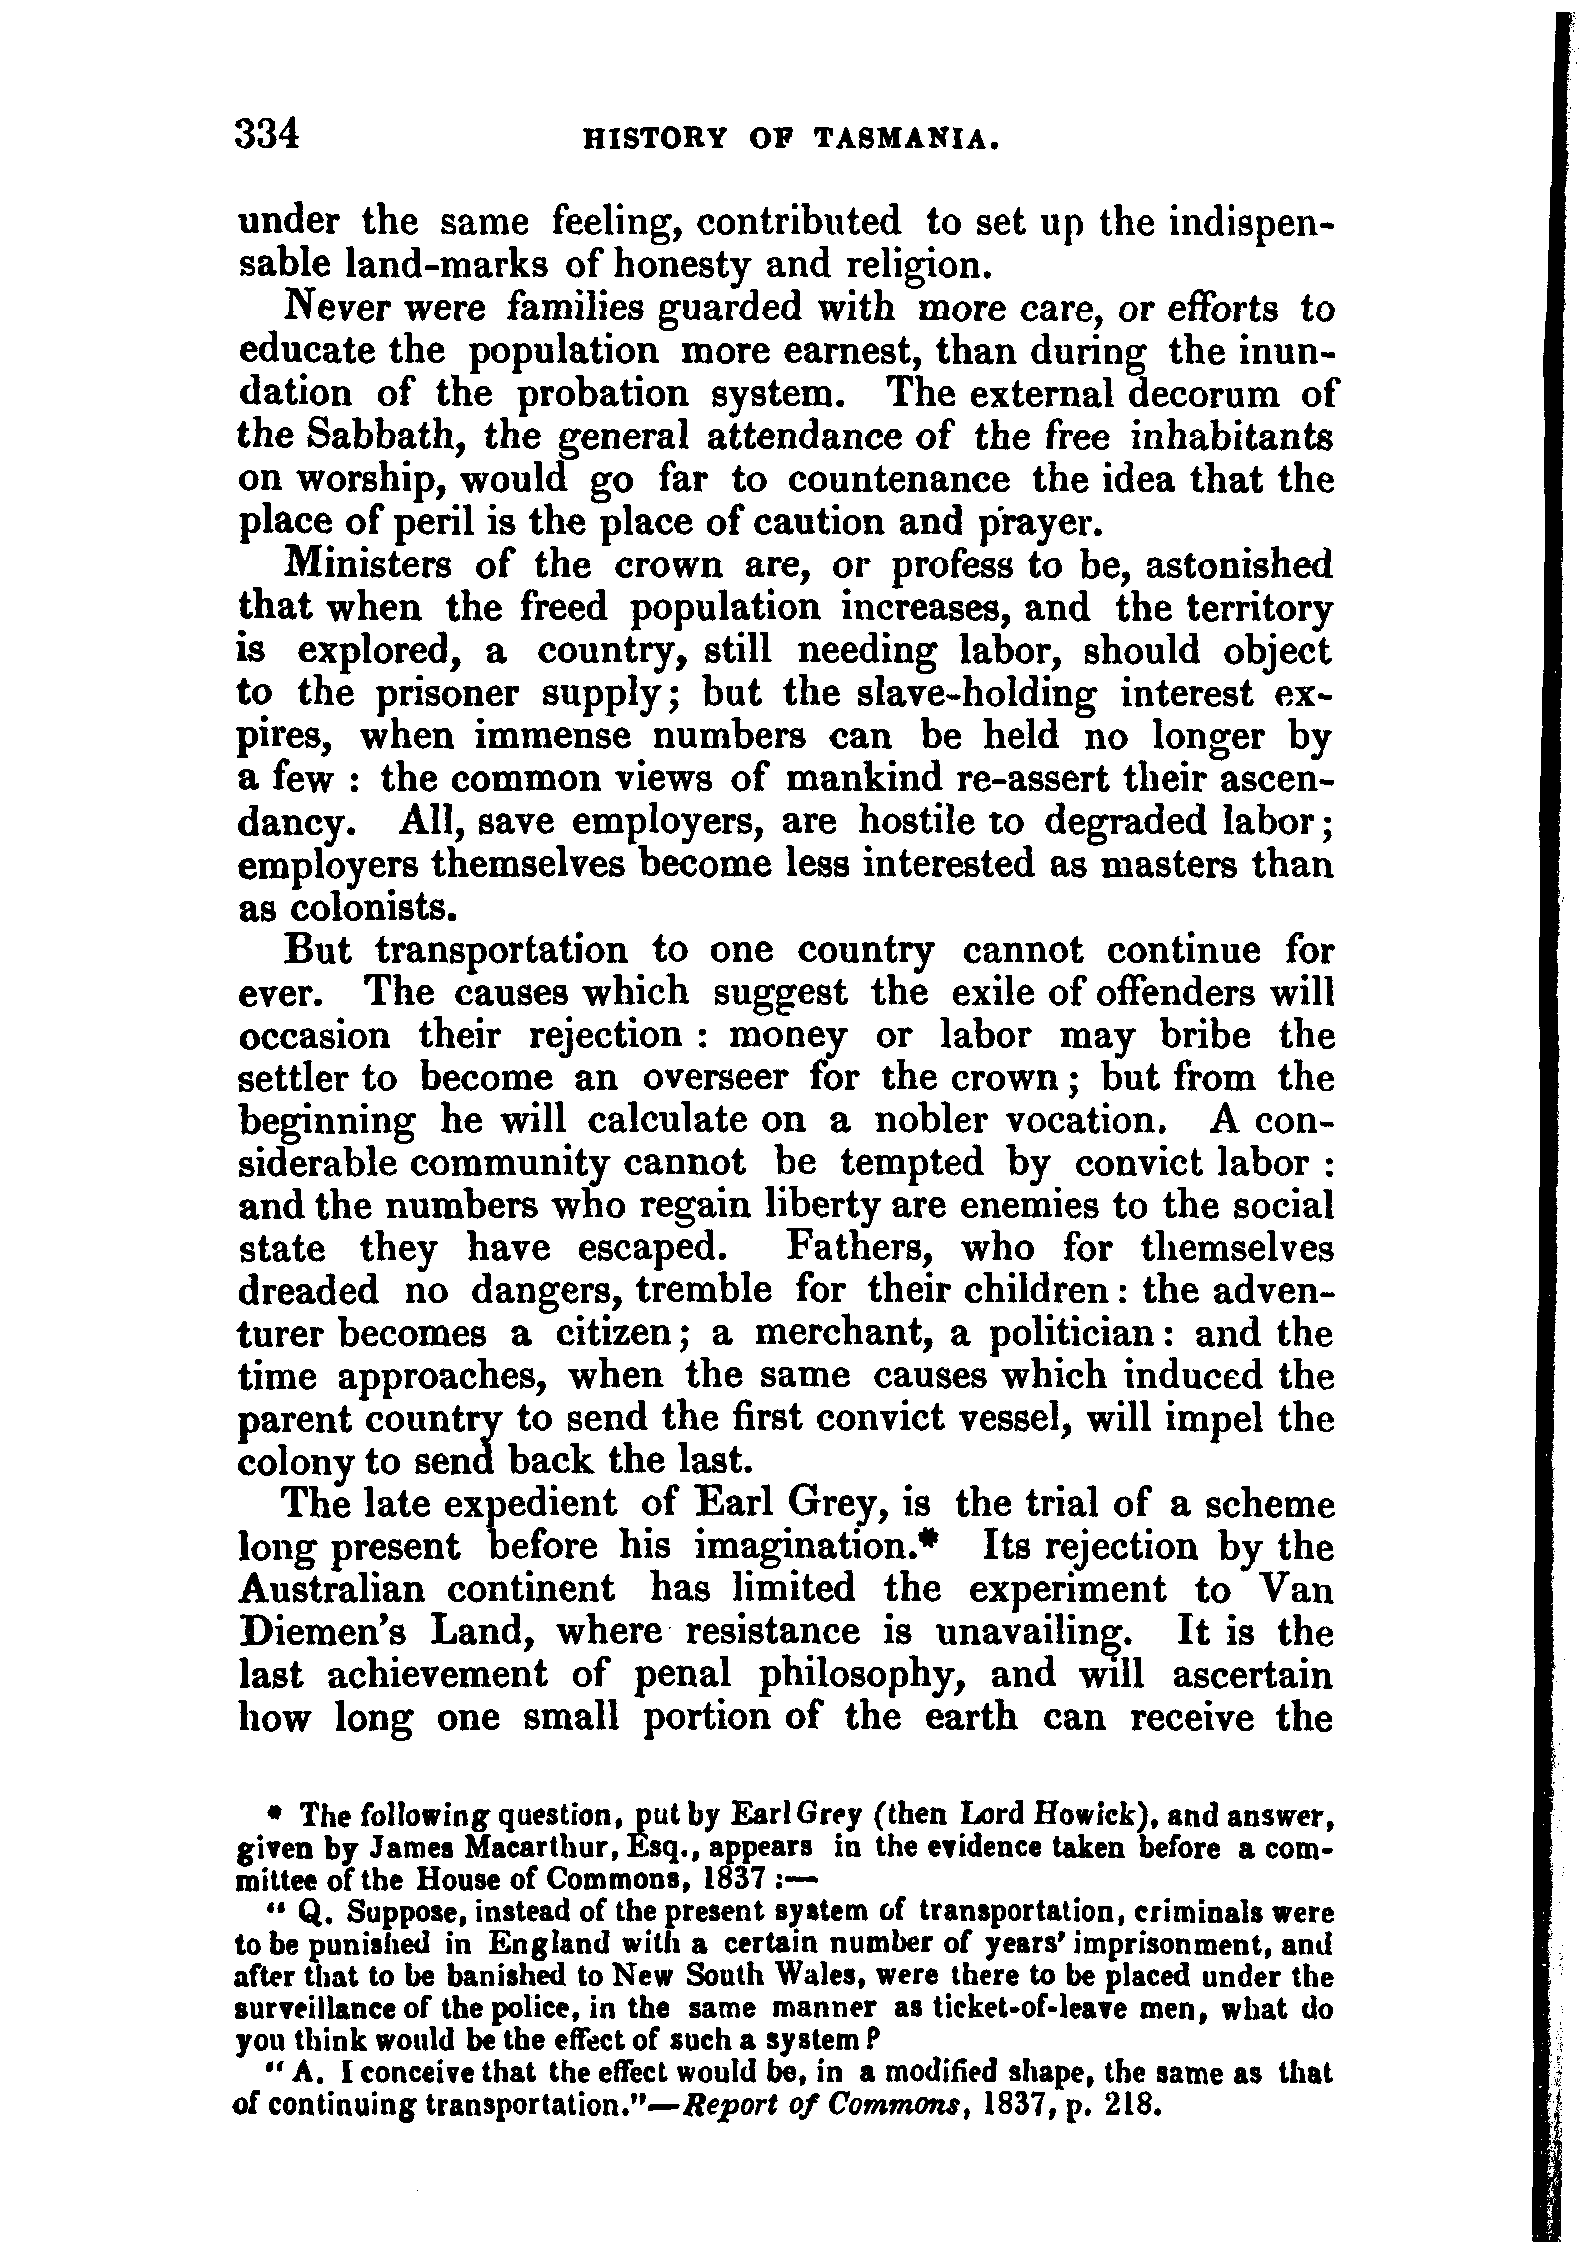 334 HISTORY OF TASMANIA.
under the same feeling, contributed to set up the indispen-
sable land-marks of honesty and religion.
Never were families guarded with more care, or efforts to
educate the population more earnest, than during the inun-
dation of the probation system. The external decorum of
the Sabbath, the general attendance of the free inhabitants
on worship, would go far to countenance the idea that the
place of peril is the place of caution and prayer.
Ministers of the crown are, or profess to be, astonished
that when the freed population increases, and the territory
is explored, a country, still needing labor, should object
to the prisoner supply; but the slave-holding interest ex-
pires, when immense numbers can be held no longer by
a few : the common views of mankind re-assert their ascen-
dancy. All, save employers, are hostile to degraded labor;
employers themselves become less interested as masters than
as colonists.
But transportation to one country cannot continue for
ever. The causes which suggest the exile of offenders will
occasion their rejection : money or labor may bribe the
settler to become an overseer for the crown; but from the
beginning he will calculate on a nobler vocation. A con-
siderable community cannot be tempted by convict labor :
and the numbers who regain liberty are enemies to the social
state they have escaped. Fathers, who for themselves
dreaded no dangers, tremble for their children: the adven-
turer becomes a citizen; a merchant, a politician: and the
time approaches, when the same causes which induced the
parent country to send the first convict vessel, will impel the
colony to send back the last.
The late expedient of Earl Grey, is the trial of a scheme
long present before his imagination.* Its rejection by the
Australian continent has limited the experiment to Van
Diemen's Land, where resistance is unavailing. It is the
last achievement of penal philosophy, and will ascertain
how long one small portion of the earth can receive the
* The following question, put by Earl Grey (then Lord Howick), and answer,
given by James Macarthur, Esq., appears in the evidence taken before a com-
mittee of the House of Commons, 1837 :—
" Q. Suppose, instead of the present system of transportation, criminals were
to be punished in England with a certain number of years' imprisonment, and
after that to be banished to New South Wales, were there to be placed under the
surveillance of the police, in the same manner as ticket-of-leave men, what do
you think would be the effect of such a system?
" A. I conceive that the effect would be, in a modified shape, the same as that
of continuing transportation."—Report of Commons, 1837, p. 218.